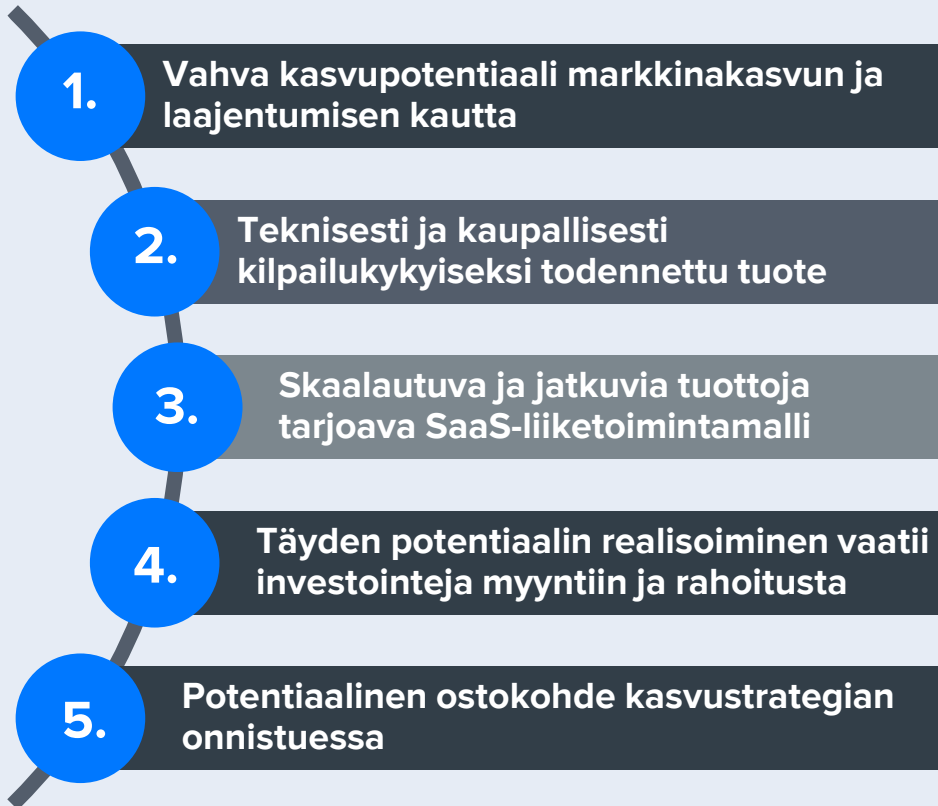 1.
Vahva kasvupotentiaali markkinakasvun ja
laajentumisen kautta
2.
Teknisesti ja kaupallisesti
kilpailukykyiseksi todennettu tuote
3.
Skaalautuva ja jatkuvia tuottoja
tarjoava SaaS-liiketoimintamalli
4.
Täyden potentiaalin realisoiminen vaatii
investointeja myyntiin ja rahoitusta
5.
Potentiaalinen ostokohde kasvustrategian
onnistuessa